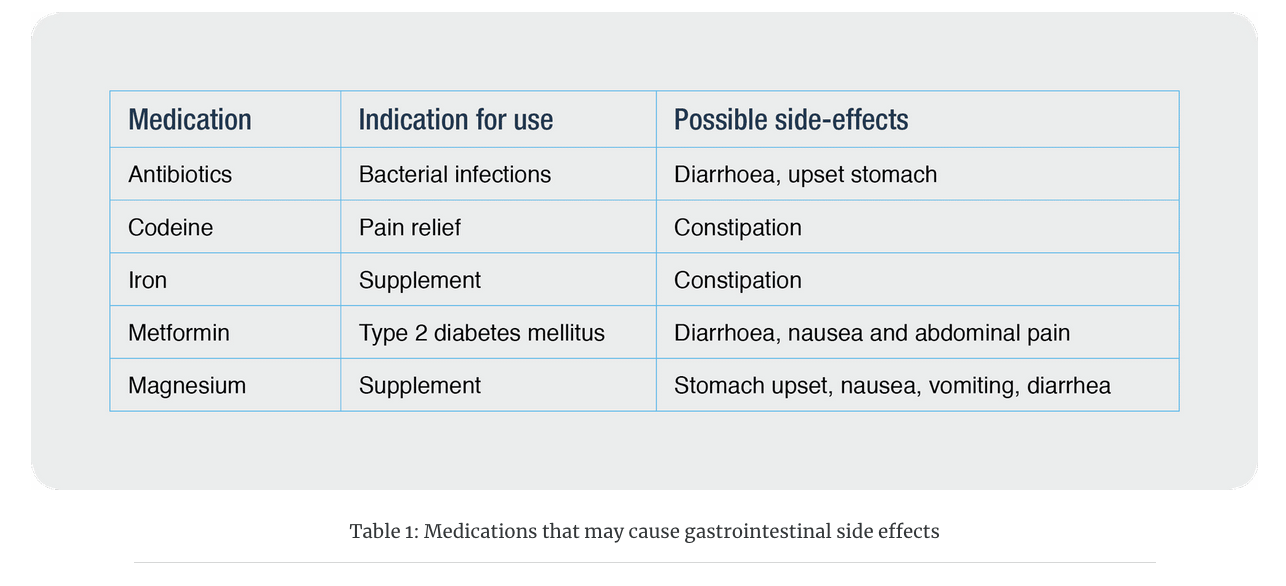 Medication Indication for use Possible side-effects
Antibiotics Bacterial infections Diarrhoea, upset stomach
Codeine Pain relief Constipation
Iron Supplement Constipation
Metformin Type 2 diabetes mellitus Diarrhoea, nausea and abdominal pain
Magnesium Supplement Stomach upset, nausea, vomiting, diarrhea
Table 1: Medications that may cause gastrointestinal side effects